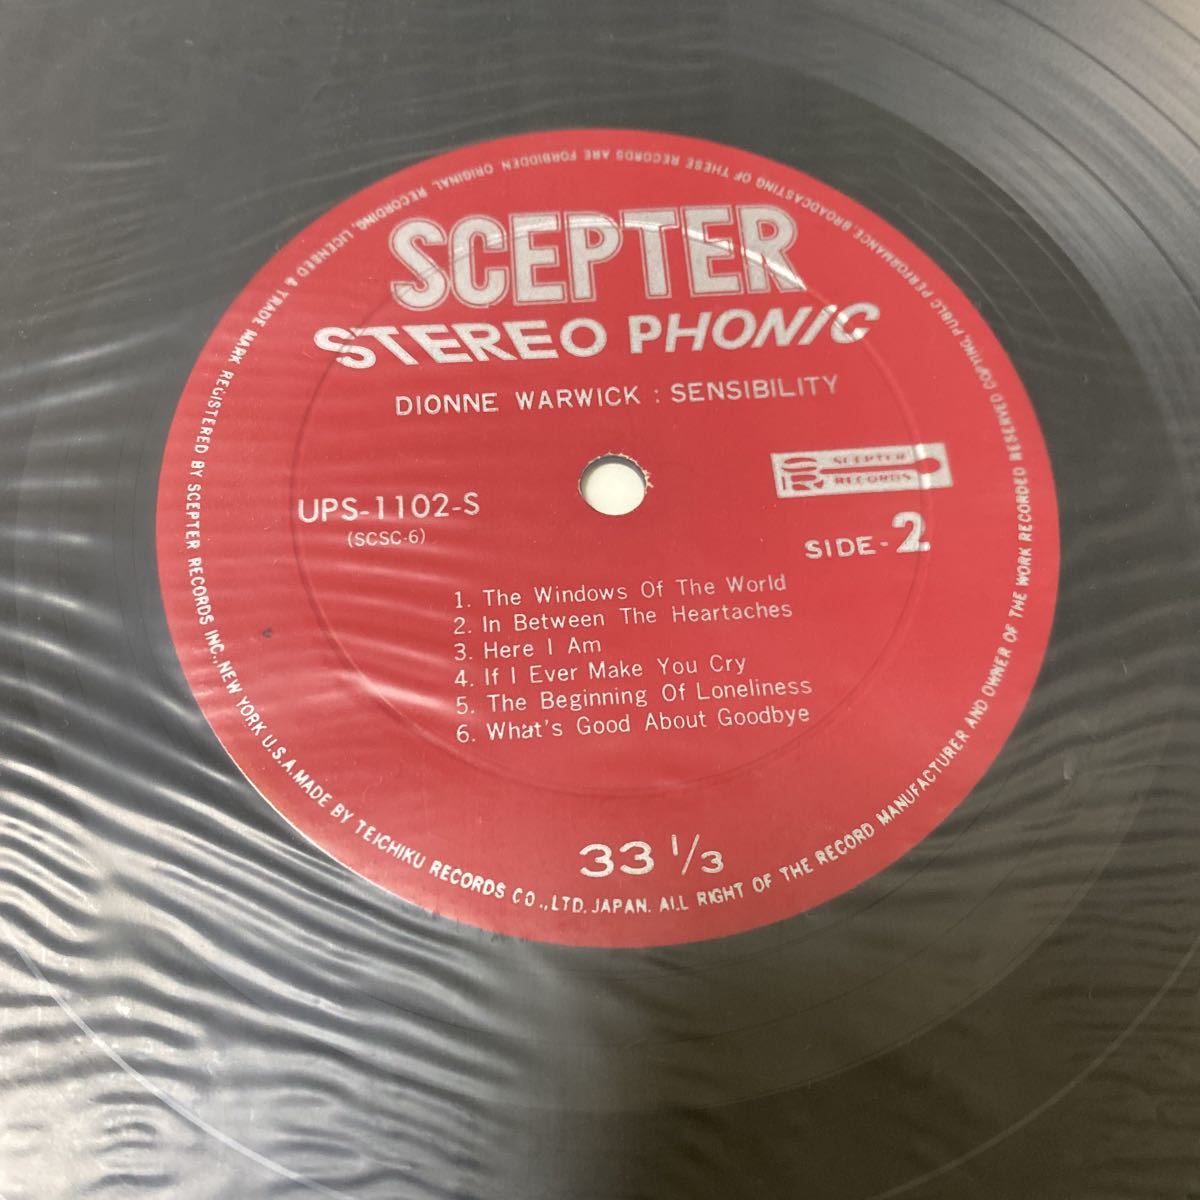 SCEPTER
STEREO PHONIC
DIONNE WARWICK : SENSIBILITY
SCEPTER
RECORDS
UPS-1102-S
(SCSC-6)
SIDE-2
1. The Windows Of The World
2. In Between The Heartaches
3. Here I Am
4. If I Ever Make You Cry
5. The Beginning Of Loneliness
6. What's Good About Goodbye
33 1/3
ORIGINAL RECORDING, LICENEED & TRADE MARK REGISTERED BY SCEPTER RECORDS INC., NEW YORK U.S.A. MADE BY TEICHIKU RECORDS CO., LTD. JAPAN. ALL RIGHT OF THE RECORD MANUFACTURER AND OWNER OF THE WORK RECORDED RESERVED COPYING, PUBLC PERFORMANCE, BROADCASTING OF THESE RECORDS ARE FORBIDDEN.